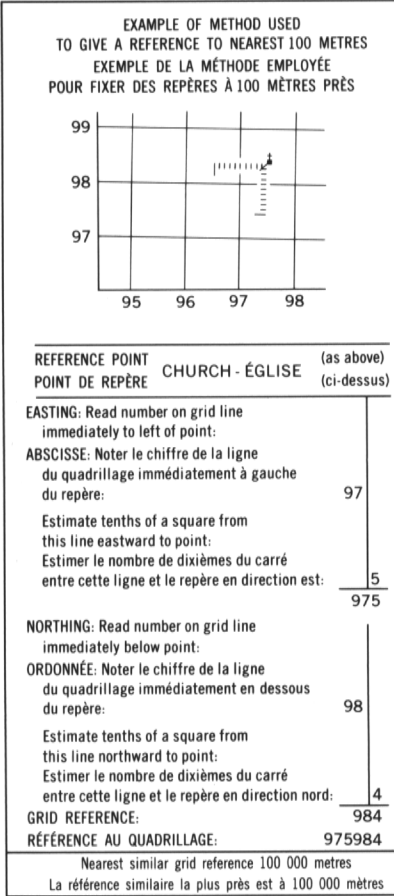 EXAMPLE OF METHOD USED
TO GIVE A REFERENCE TO NEAREST 100 METRES
EXEMPLE DE LA MÉTHODE EMPLOYÉE
POUR FIXER DES REPÈRES À 100 MÈTRES PRÈS
99
98
97
95 96 97 98
REFERENCE POINT CHURCH - ÉGLISE (as above)
POINT DE REPÈRE (ci-dessus)
EASTING: Read number on grid line
immediately to left of point:
ABSCISSE: Noter le chiffre de la ligne
du quadrillage immédiatement à gauche
du repère: 97
Estimate tenths of a square from
this line eastward to point:
Estimer le nombre de dixièmes du carré
entre cette ligne et le repère en direction est: 5
975
NORTHING: Read number on grid line
immediately below point:
ORDONNÉE: Noter le chiffre de la ligne
du quadrillage immédiatement en dessous
du repère: 98
Estimate tenths of a square from
this line northward to point:
Estimer le nombre de dixièmes du carré
entre cette ligne et le repère en direction nord: 4
GRID REFERENCE: 984
RÉFÉRENCE AU QUADRILLAGE: 975984
Nearest similar grid reference 100 000 metres
La référence similaire la plus près est à 100 000 mètres